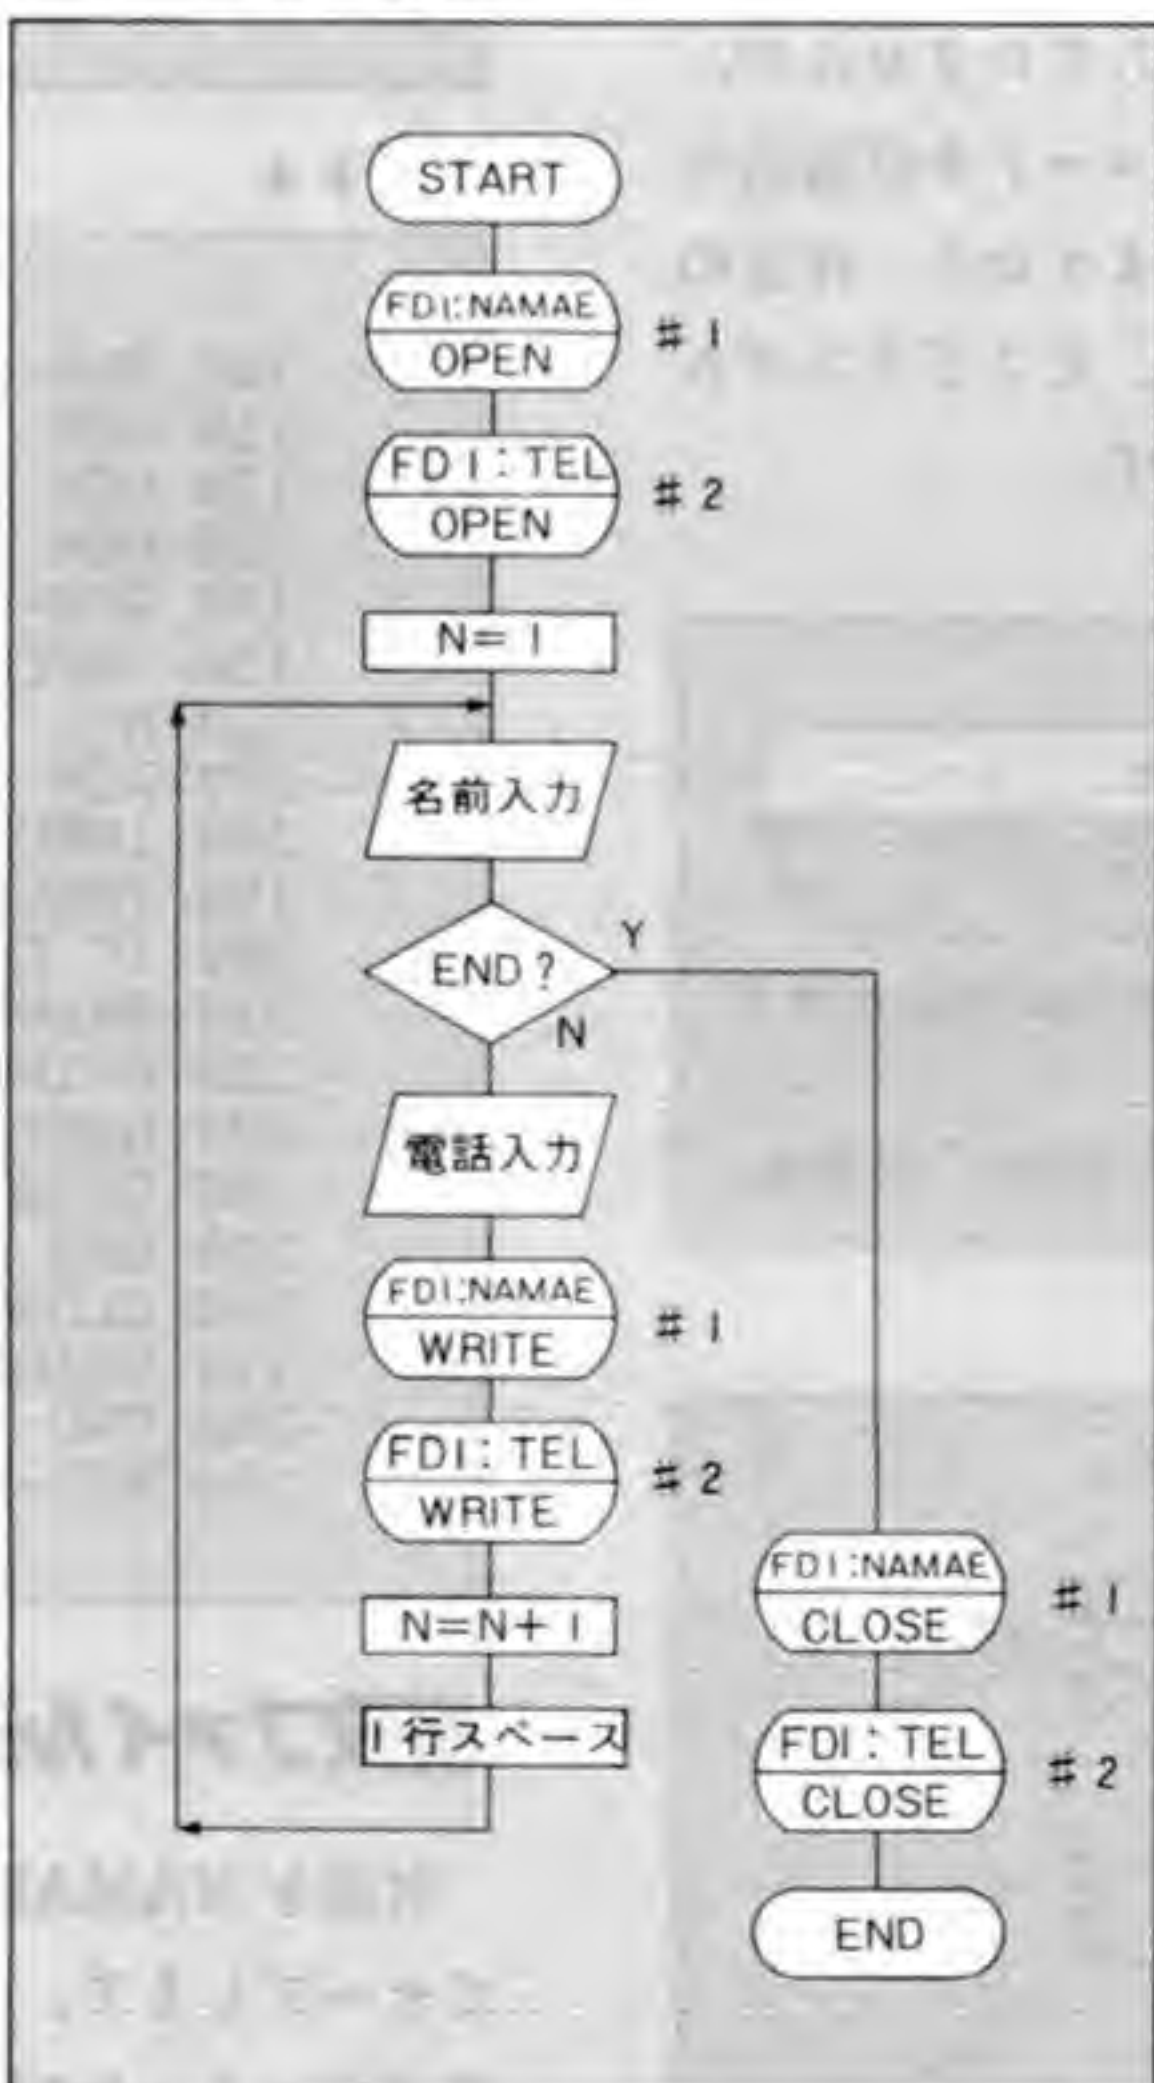 START
FD1:NAMAE
OPEN
# 1
FD1:TEL
OPEN
# 2
N=1
名前入力
END?
Y
N
電話入力
FD1:NAMAE
WRITE
# 1
FD1:TEL
WRITE
# 2
N=N+1
1行スペース
FD1:NAMAE
CLOSE
# 1
FD1:TEL
CLOSE
# 2
END